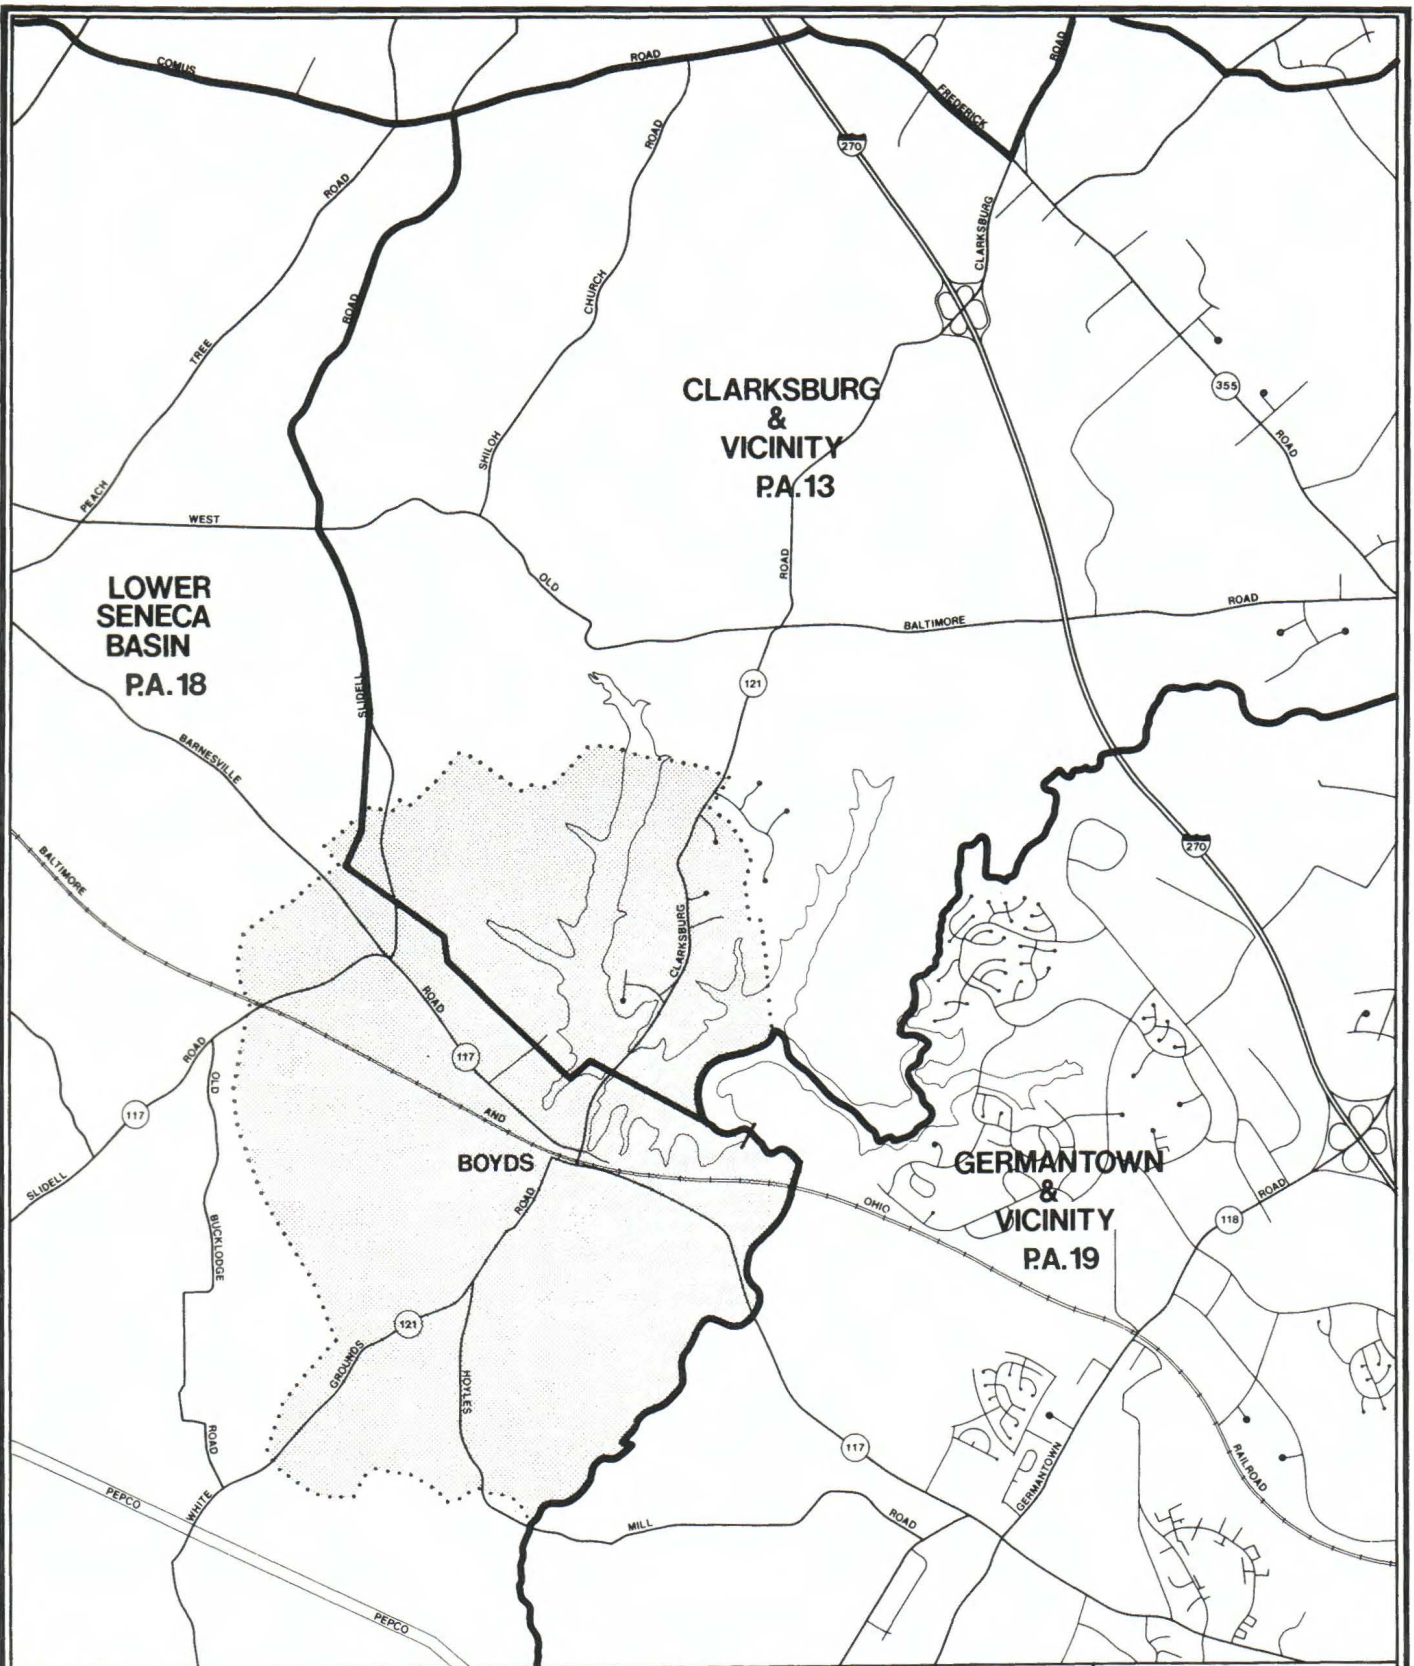 COMUS
ROAD
ROAD
FREDERICK
270
ROAD
ROAD
CLARKSBURG
ROAD
CHURCH
TREE
355
CLARKSBURG
&
VICINITY
P.A.13
ROAD
SHILOH
PEACH
WEST
ROAD
OLD
LOWER
SENECA
BASIN
P.A.18
ROAD
BALTIMORE
SLIDELL
121
BARNESVILLE
BALTIMORE
270
CLARKSBURG
ROAD
117
ROAD
OLD
AND
117
BOYDS
GERMANTOWN
&
VICINITY
P.A.19
SLIDELL
ROAD
OHIO
ROAD
118
BUCKLODGE
121
GROUNDS
HOYLES
ROAD
117
GERMANTOWN
RAILROAD
PEPCO
WHITE
MILL
ROAD
PEPCO